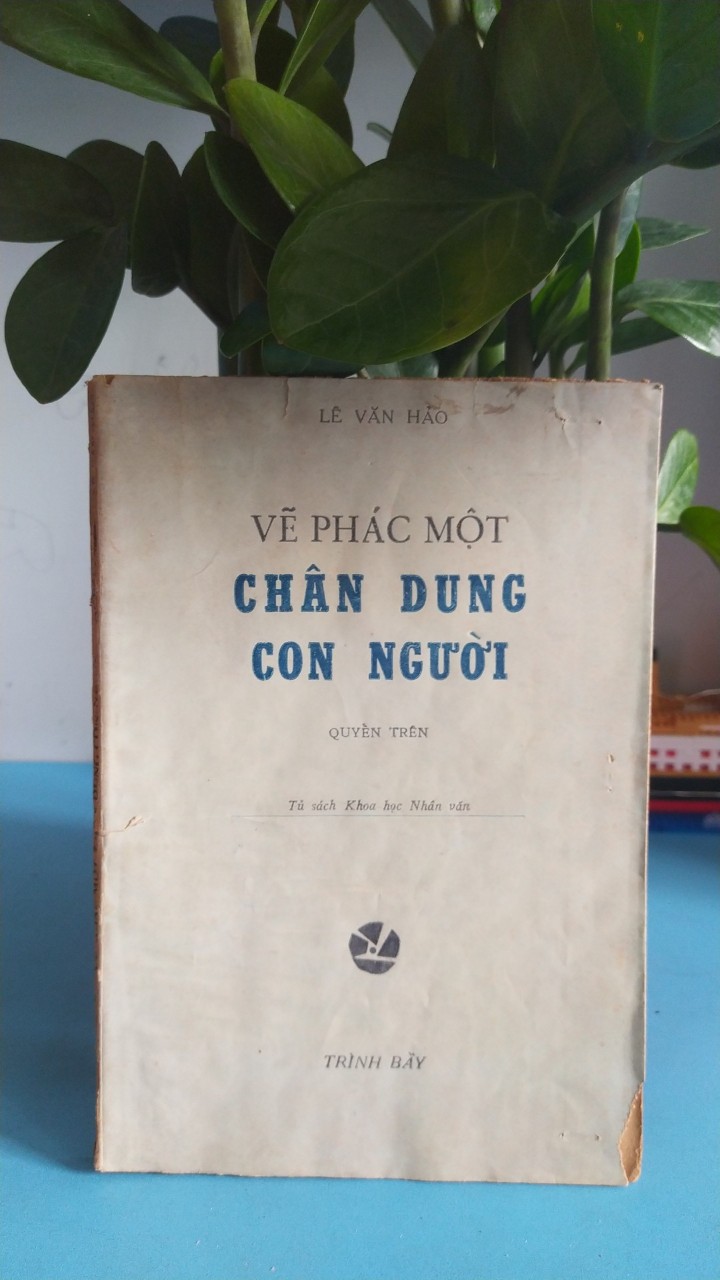 LÊ VĂN HẢO
VẼ PHÁC MỘT
CHÂN DUNG
CON NGƯỜI
QUYỂN TRÊN
Tủ sách Khoa học Nhân văn
TRÌNH BẦY